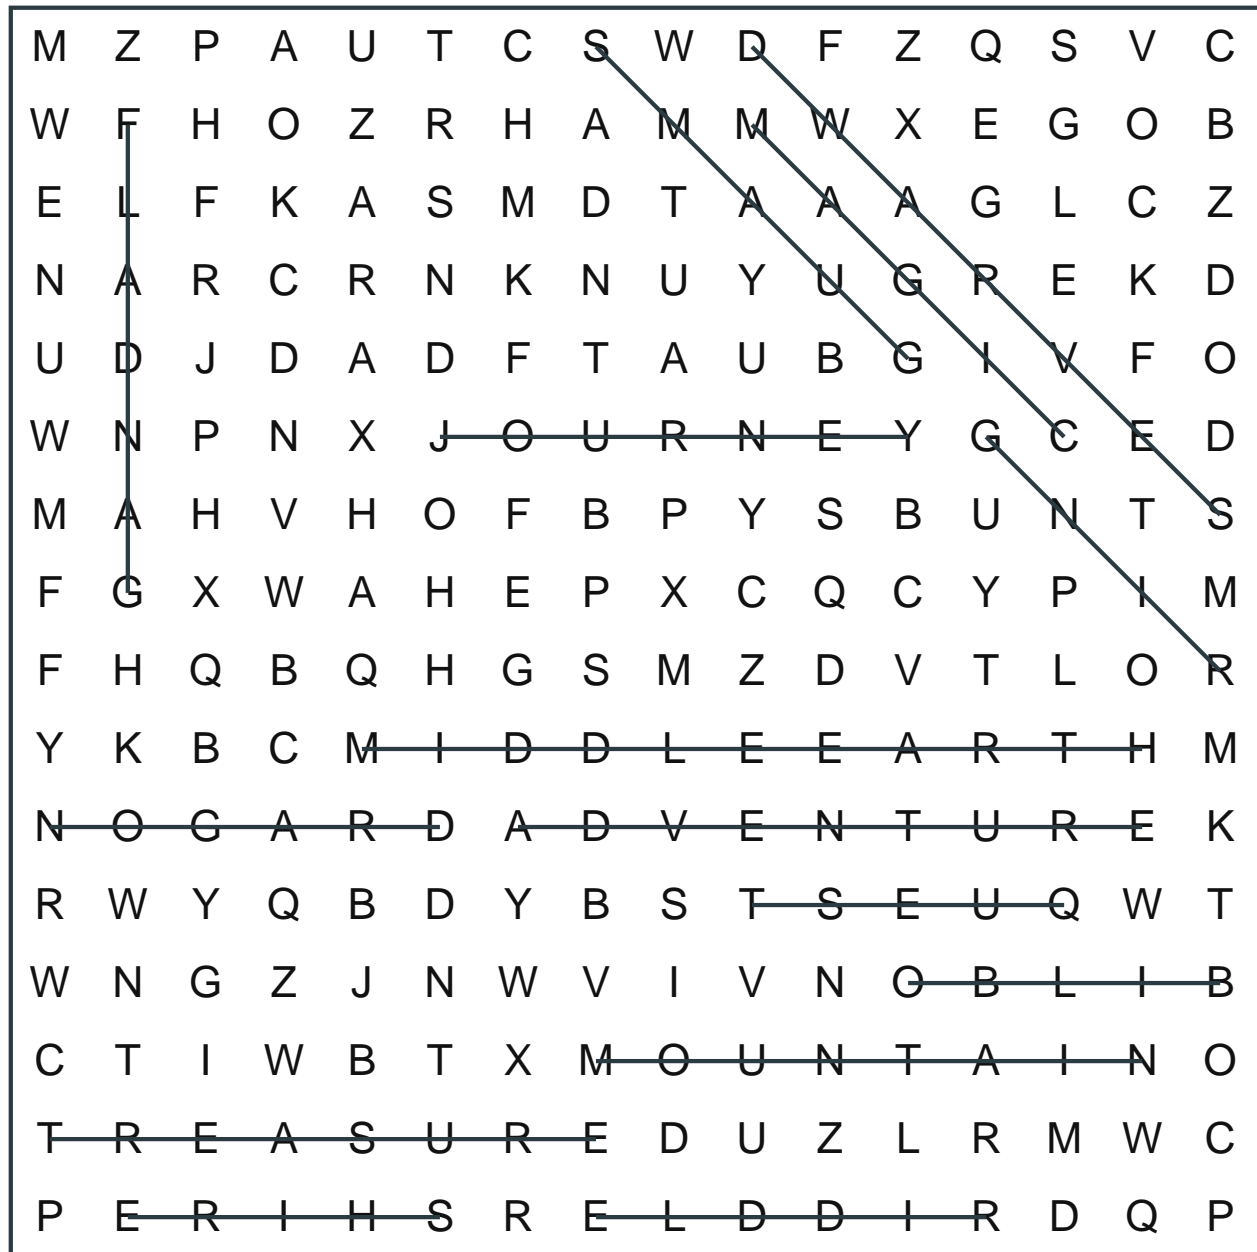 M Z P A U T C S W D F Z Q S V C
W F H O Z R H A M M W X E G O B
E L F K A S M D T A A A G L C Z
N A R C R N K N U Y U G R E K D
U D J D A D F T A U B G I V F O
W N P N X J O U R N E Y G C E D
M A H V H O F B P Y S B U N T S
F G X W A H E P X C Q C Y P I M
F H Q B Q H G S M Z D V T L O R
Y K B C M I D D L E E A R T H M
N O G A R D A D V E N T U R E K
R W Y Q B D Y B S T S E U Q W T
W N G Z J N W V I V N O B L I B
C T I W B T X M O U N T A I N O
T R E A S U R E D U Z L R M W C
P E R I H S R E L D D I R D Q P